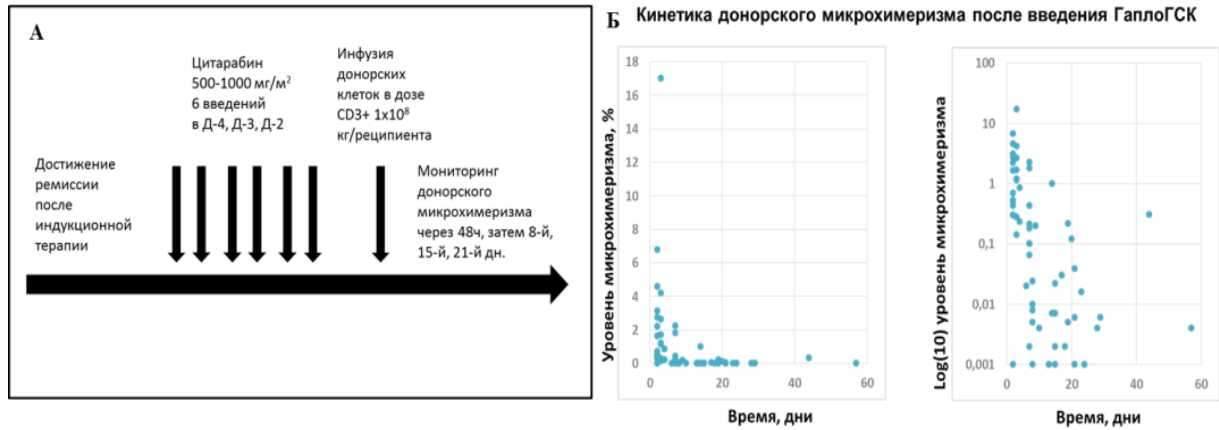 А
Цитарабин
500-1000 мг/м²
6 введений
в Д-4, Д-3, Д-2
Инфузия
донорских
клеток в дозе
CD3+ 1х10⁸
кг/реципиента
Достижение
ремиссии
после
индукционной
терапии
Мониторинг
донорского
микрохимеризма
через 48ч, затем 8-й,
15-й, 21-й дн.
Б Кинетика донорского микрохимеризма после введения ГаплоГСК
Уровень микрохимеризма, %
18
16
14
12
10
8
6
4
2
0
0 20 40 60
Время, дни
Log(10) уровень микрохимеризма
100
10
1
0,1
0,01
0,001
0 20 40 60
Время, дни